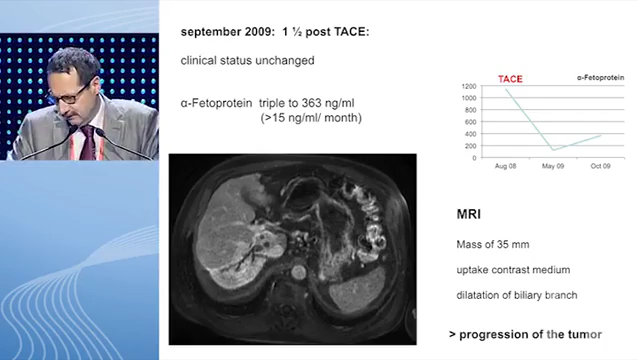 september 2009: 1 ½ post TACE:
clinical status unchanged
α-Fetoprotein triple to 363 ng/ml
(>15 ng/ml/ month)
TACE
α-Fetoprotein
1200
1000
800
600
400
200
0
Aug 08
May 09
Oct 09
MRI
Mass of 35 mm
uptake contrast medium
dilatation of biliary branch
> progression of the tumor